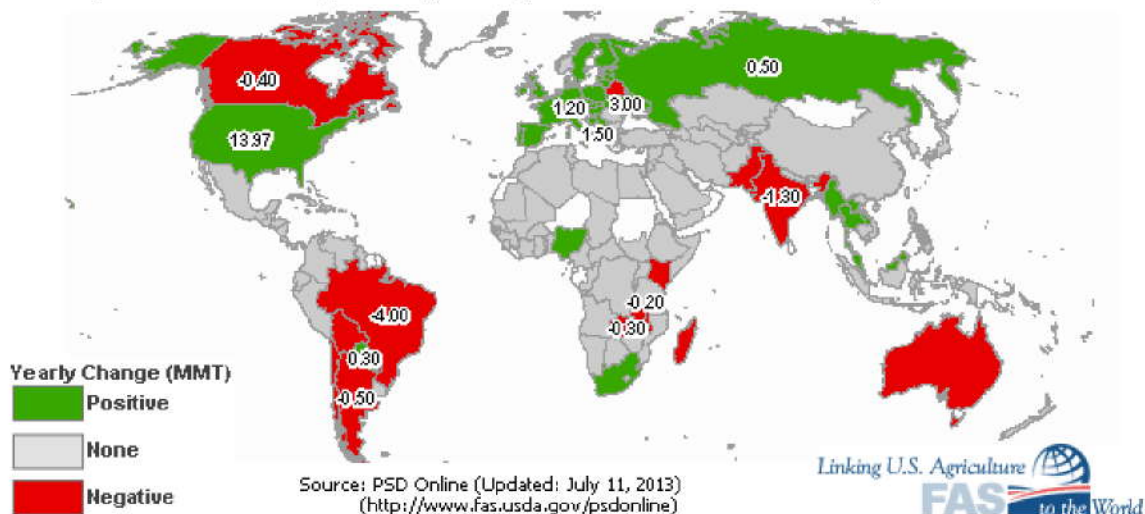 -0.40
0.50
1.20
3.00
1.50
13.97
-1.30
-0.20
-0.30
-4.00
0.30
-0.50
Yearly Change (MMT)
Positive
None
Negative
Source: PSD Online (Updated: July 11, 2013)
(http://www.fas.usda.gov/psdonline)
Linking U.S. Agriculture
FAS
to the World